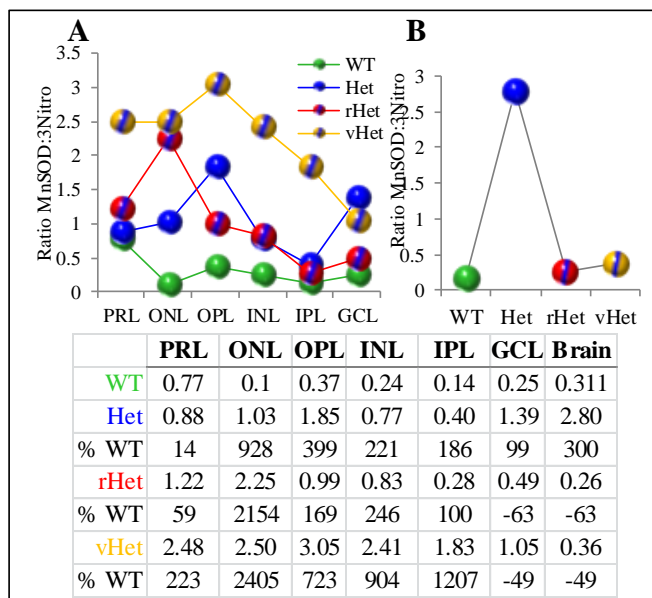 A
B
3.5
3
2.5
2
1.5
1
0.5
0
Ratio MnSOD:3Nitro
WT
Het
rHet
vHet
PRL ONL OPL INL IPL GCL
3
2.5
2
1.5
1
0.5
0
Ratio MnSOD:3Nitro
WT Het rHet vHet
PRL ONL OPL INL IPL GCL Brain
WT 0.77 0.1 0.37 0.24 0.14 0.25 0.311
Het 0.88 1.03 1.85 0.77 0.40 1.39 2.80
% WT 14 928 399 221 186 99 300
rHet 1.22 2.25 0.99 0.83 0.28 0.49 0.26
% WT 59 2154 169 246 100 -63 -63
vHet 2.48 2.50 3.05 2.41 1.83 1.05 0.36
% WT 223 2405 723 904 1207 -49 -49